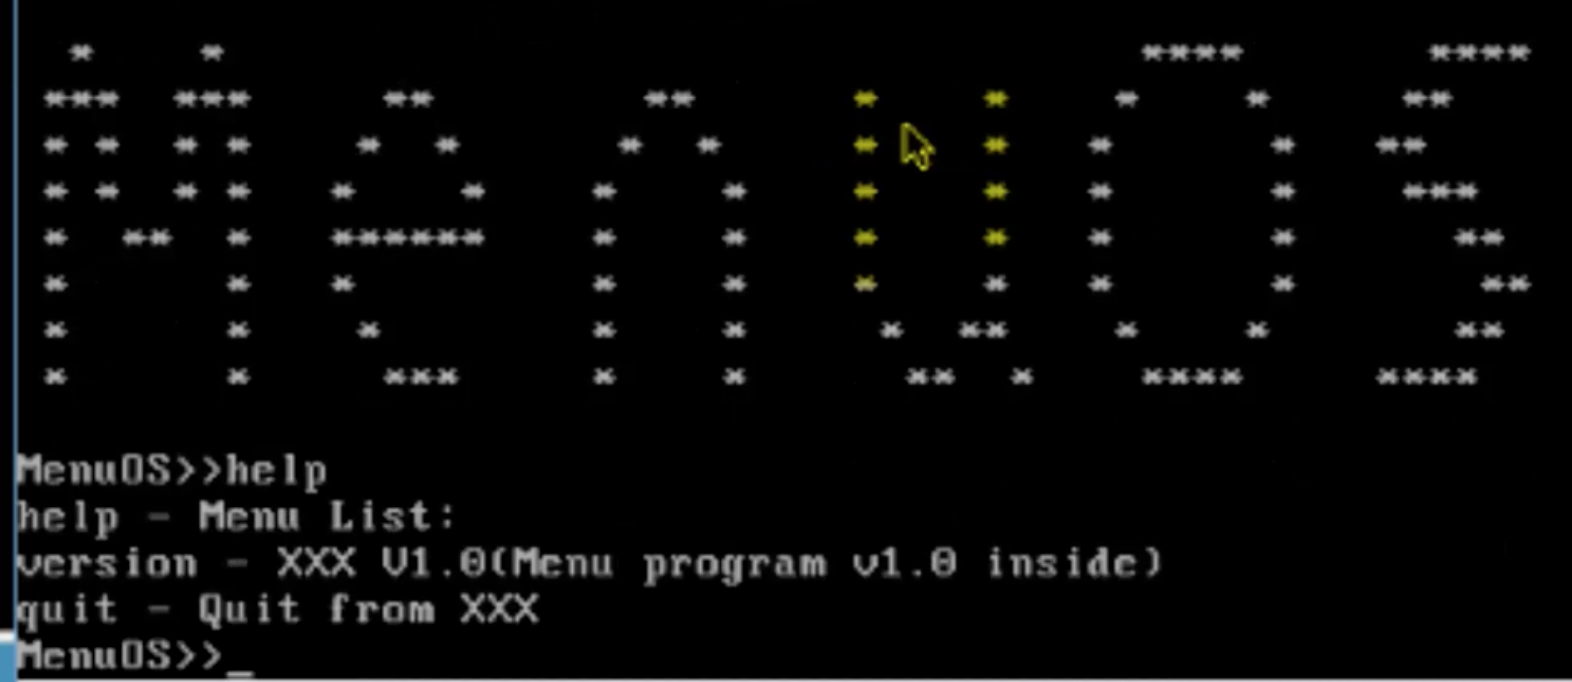 MenuOS
MenuOS>>help
help - Menu List:
version - XXX V1.0(Menu program v1.0 inside)
quit - Quit from XXX
MenuOS>>_